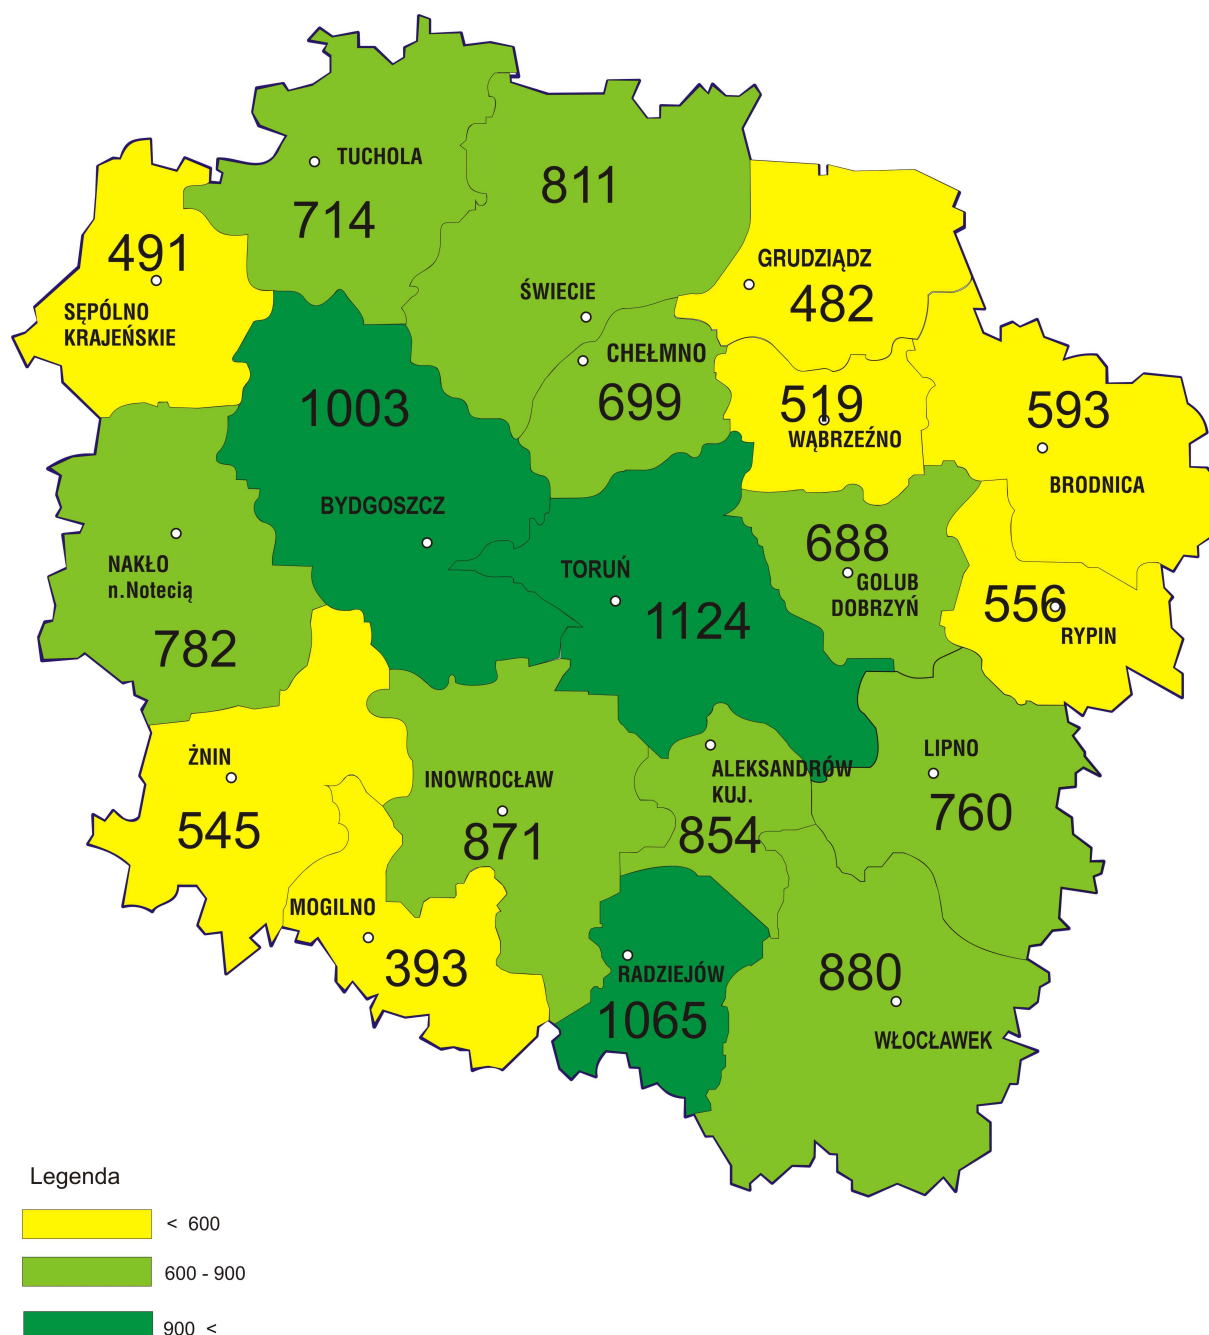 TUCHOLA
714
811
ŚWIECIE
491
SĘPÓLNO
KRAJEŃSKIE
GRUDZIĄDZ
482
CHEŁMNO
699
1003
BYDGOSZCZ
519
WĄBRZEŹNO
593
BRODNICA
NAKŁO
n.Notecią
782
TORUŃ
1124
688
GOLUB
DOBRZYŃ
556
RYPIN
ŻNIN
545
INOWROCŁAW
871
ALEKSANDRÓW
KUJ.
854
LIPNO
760
MOGILNO
393
RADZIEJÓW
1065
880
WŁOCŁAWEK
Legenda
< 600
600 - 900
900 <